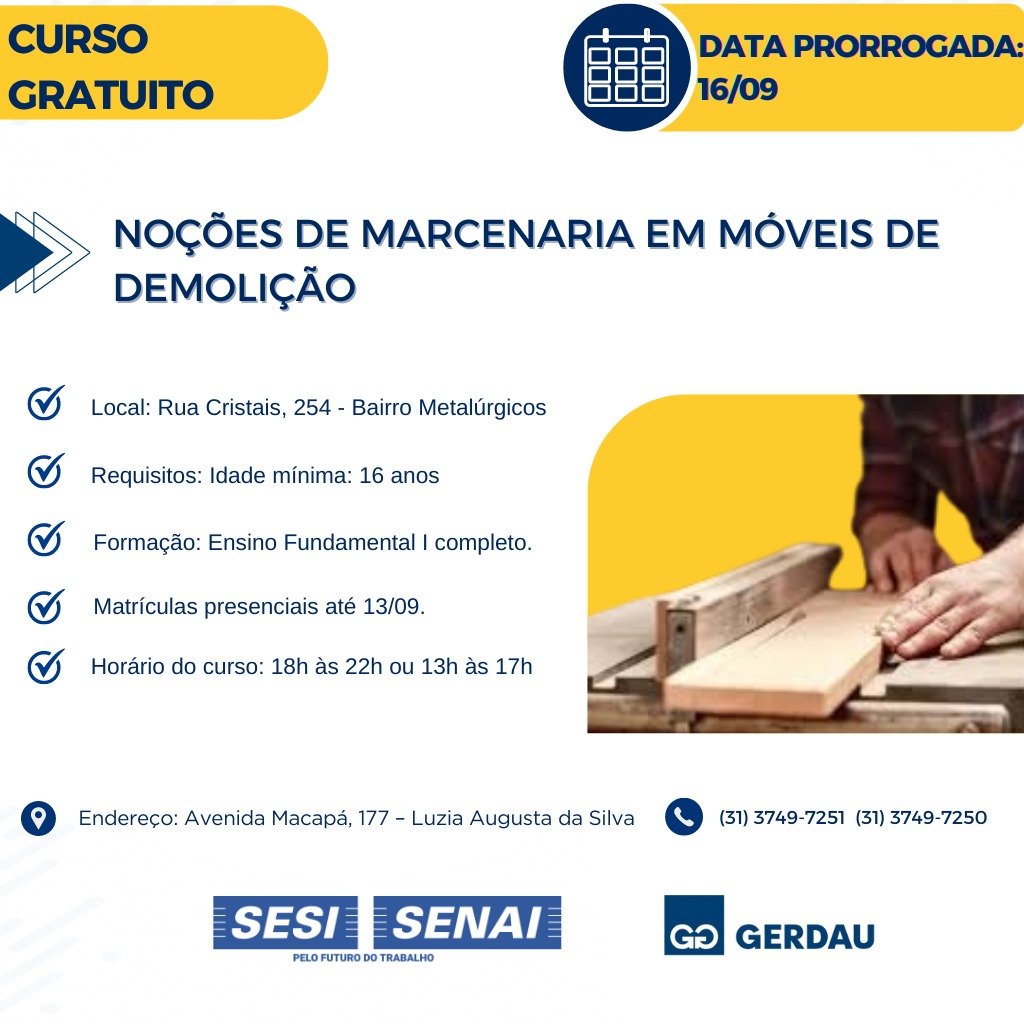 CURSO
GRATUITO
DATA PRORROGADA:
16/09
NOÇÕES DE MARCENARIA EM MÓVEIS DE
DEMOLIÇÃO
Local: Rua Cristais, 254 - Bairro Metalúrgicos
Requisitos: Idade mínima: 16 anos
Formação: Ensino Fundamental I completo.
Matrículas presenciais até 13/09.
Horário do curso: 18h às 22h ou 13h às 17h
Endereço: Avenida Macapá, 177 – Luzia Augusta da Silva
(31) 3749-7251 (31) 3749-7250
SESI SENAI
PELO FUTURO DO TRABALHO
GERDAU